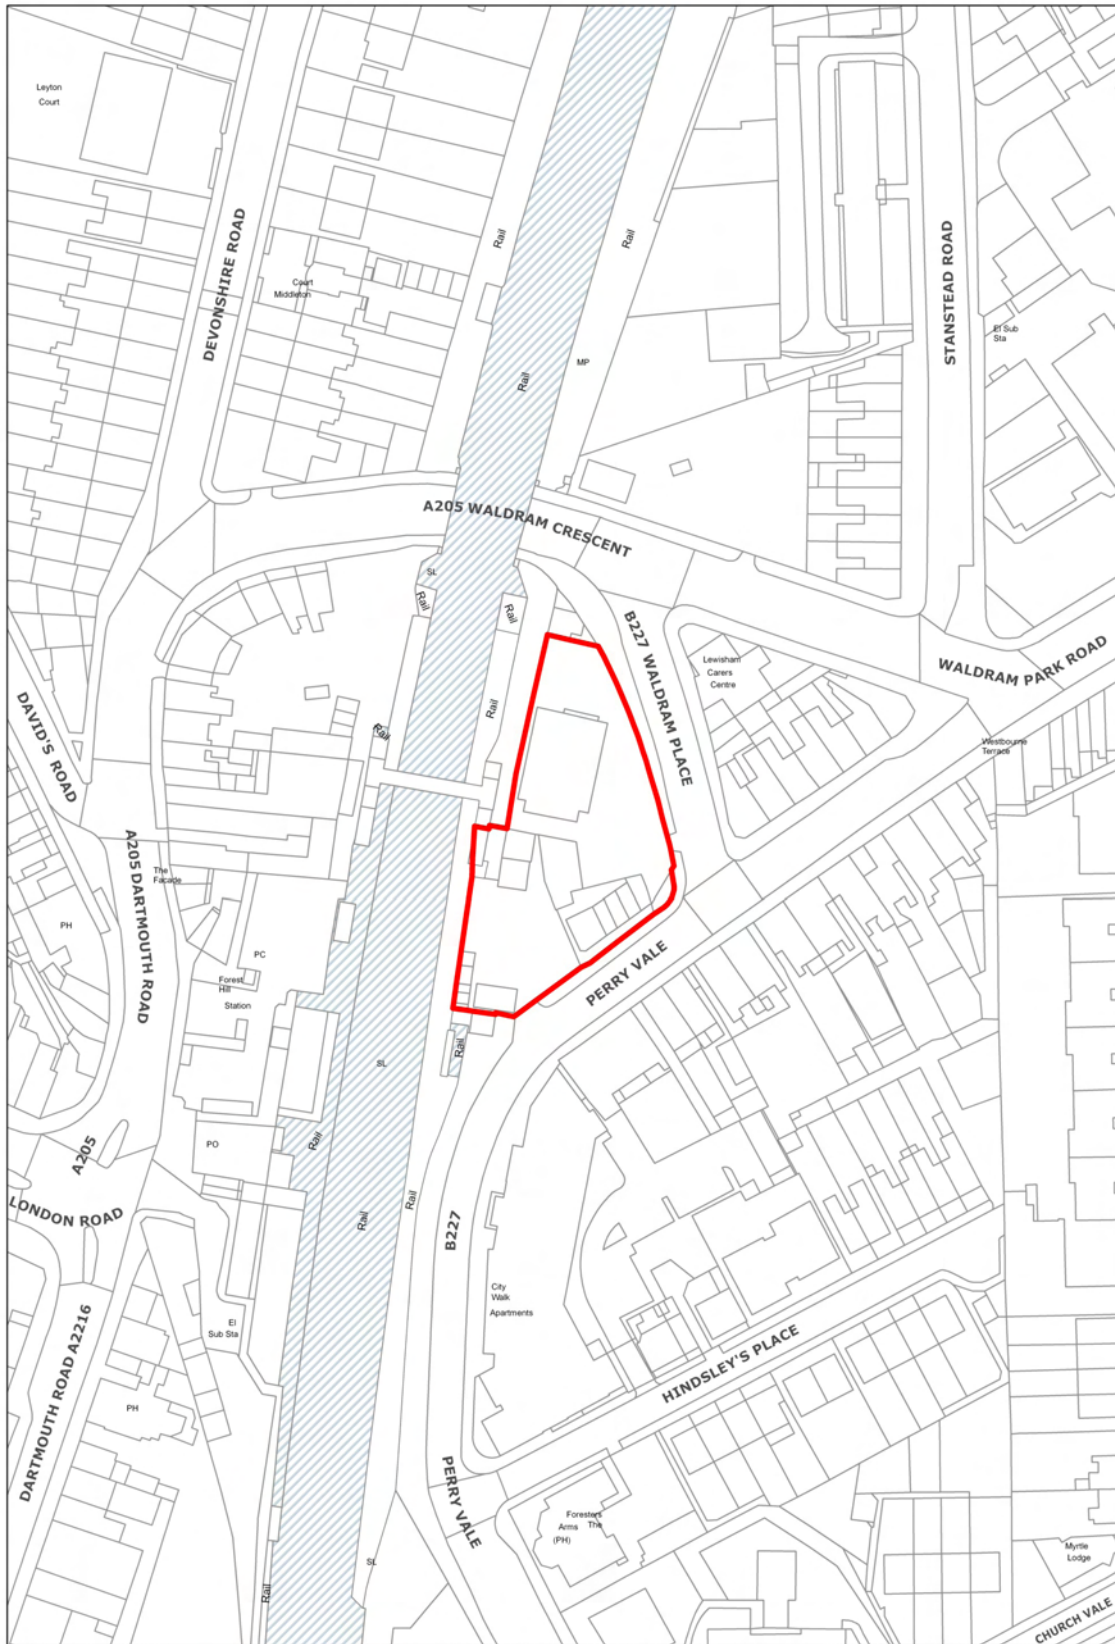 Leyton
Court
DEVONSHIRE ROAD
Court
Middleton
Rail
Rail
Rail
MP
STANSTEAD ROAD
El Sub
Sta
A205 WALDRAM CRESCENT
SL
Rail
Rail
B227 WALDRAM PLACE
Lewisham
Carers
Centre
WALDRAM PARK ROAD
Westbourne
Terrace
DAVID'S ROAD
Rail
Rail
A205 DARTMOUTH ROAD
The
Facade
PH
PC
Forest
Hill
Station
PERRY VALE
SL
Rail
A205
PO
Rail
Rail
Rail
LONDON ROAD
B227
City
Walk
Apartments
El
Sub Sta
DARTMOUTH ROAD A2216
PH
HINDSLEY'S PLACE
PERRY VALE
Foresters
Arms The
(PH)
SL
Rail
Myrtle
Lodge
CHURCH VALE